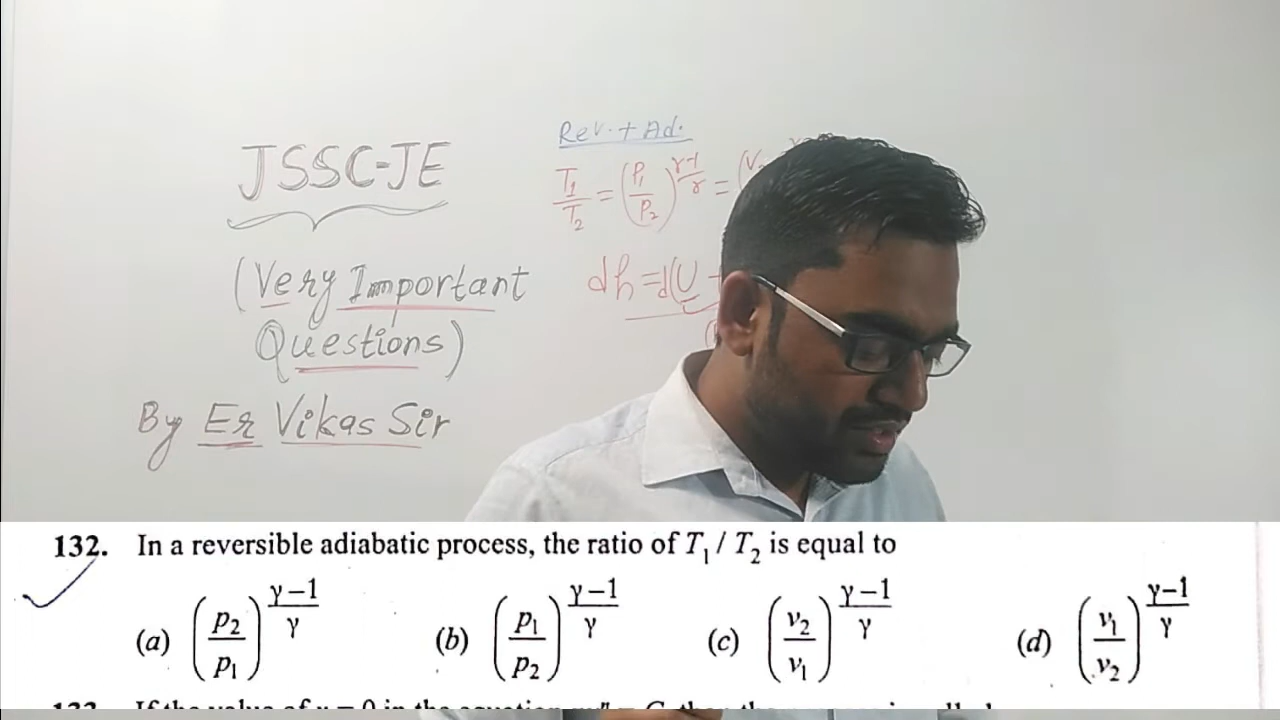 JSSC-JE
(Very Important
Questions)
By Er Vikas Sir
Rev. + Ad.
T₁/T₂ = (P₁/P₂)^((γ-1)/γ) = (V
dh = d(U +
132. In a reversible adiabatic process, the ratio of T₁ / T₂ is equal to
(a) (p₂/p₁)^((γ−1)/γ) (b) (p₁/p₂)^((γ−1)/γ) (c) (v₂/v₁)^((γ−1)/γ) (d) (v₁/v₂)^((γ−1)/γ)